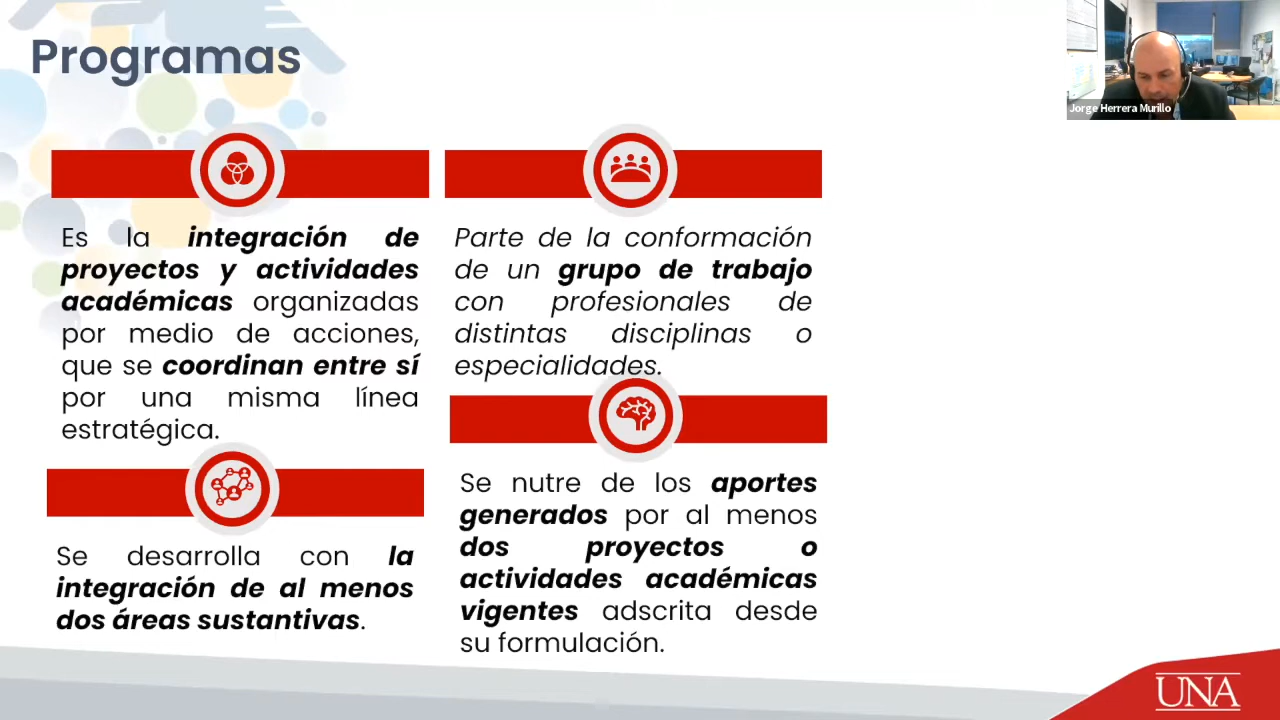 Programas
Jorge Herrera Murillo
Es la integración de
proyectos y actividades
académicas organizadas
por medio de acciones,
que se coordinan entre sí
por una misma línea
estratégica.
Parte de la conformación
de un grupo de trabajo
con profesionales de
distintas disciplinas o
especialidades.
Se desarrolla con la
integración de al menos
dos áreas sustantivas.
Se nutre de los aportes
generados por al menos
dos proyectos o
actividades académicas
vigentes adscrita desde
su formulación.
UNA